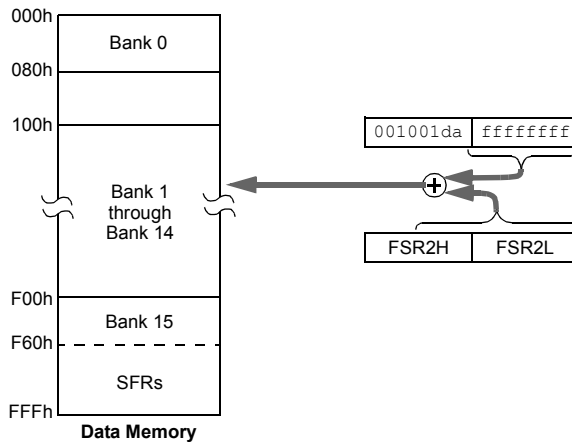 000h
Bank 0
080h
100h
001001da ffffffff
Bank 1
through
Bank 14
FSR2H FSR2L
F00h
Bank 15
F60h
SFRs
FFFh
Data Memory